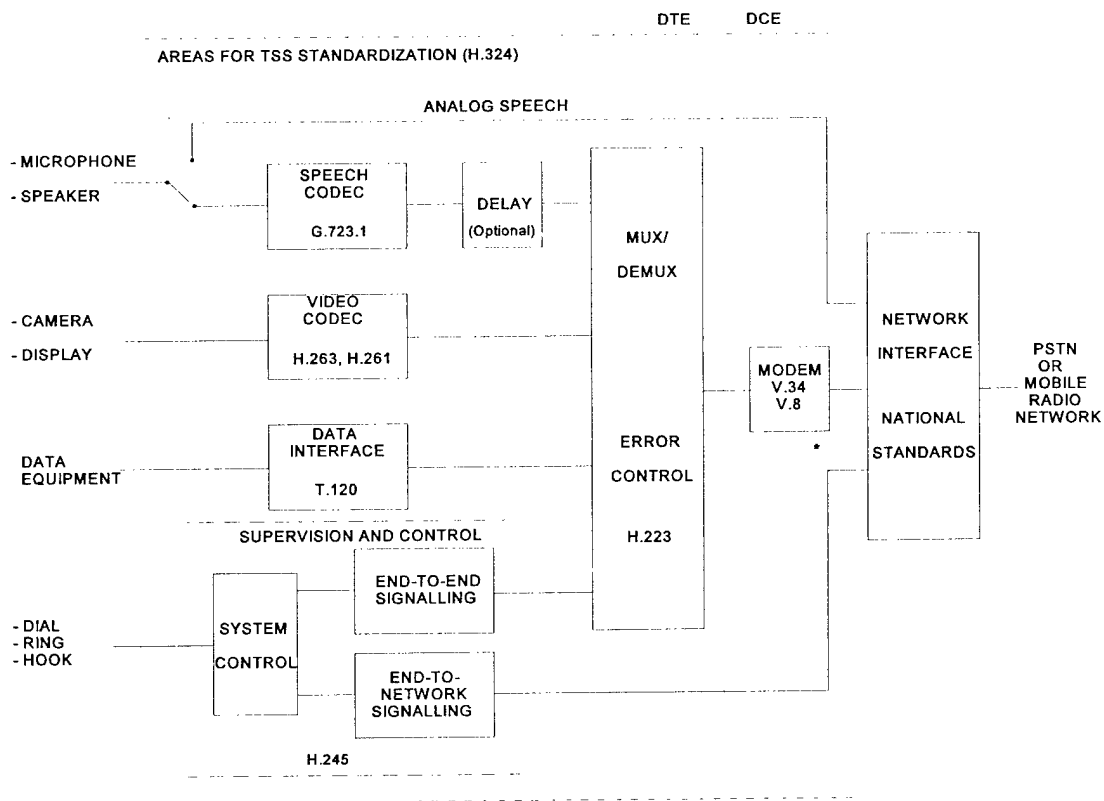 DTE DCE
AREAS FOR TSS STANDARDIZATION (H.324)
ANALOG SPEECH
- MICROPHONE
- SPEAKER
SPEECH
CODEC
G.723.1
DELAY
(Optional)
MUX/
DEMUX
ERROR
CONTROL
H.223
- CAMERA
- DISPLAY
VIDEO
CODEC
H.263, H.261
MODEM
V.34
V.8
*
NETWORK
INTERFACE
NATIONAL
STANDARDS
PSTN
OR
MOBILE
RADIO
NETWORK
DATA
EQUIPMENT
DATA
INTERFACE
T.120
SUPERVISION AND CONTROL
- DIAL
- RING
- HOOK
SYSTEM
CONTROL
END-TO-END
SIGNALLING
END-TO-
NETWORK
SIGNALLING
H.245